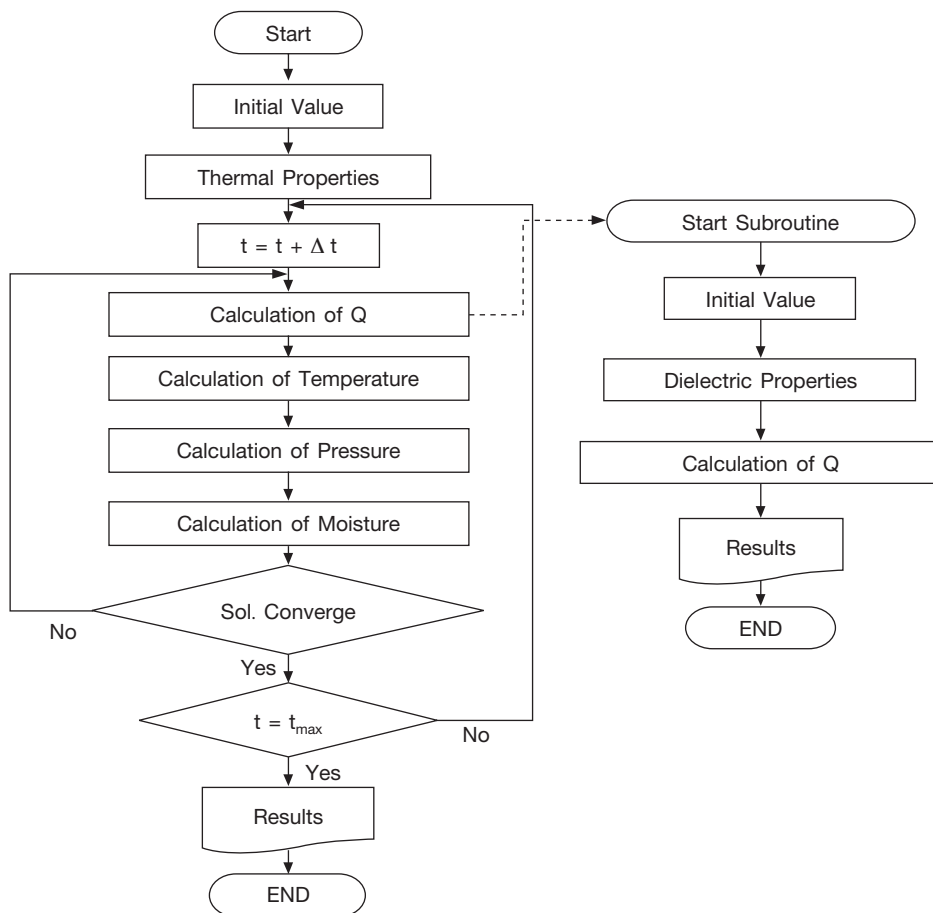 Start
Initial Value
Thermal Properties
t = t + Δ t
Calculation of Q
Calculation of Temperature
Calculation of Pressure
Calculation of Moisture
Sol. Converge
No
Yes
t = tmax
No
Yes
Results
END
Start Subroutine
Initial Value
Dielectric Properties
Calculation of Q
Results
END